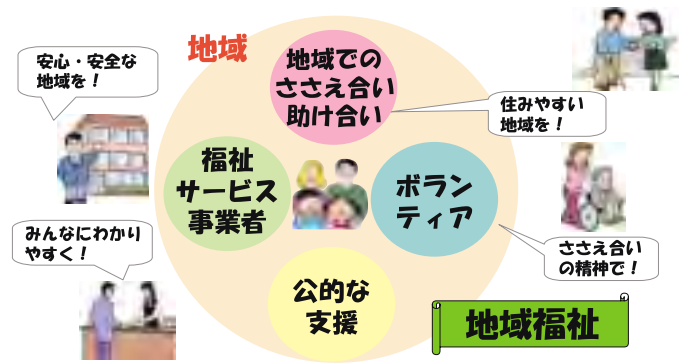 地域
地域での
ささえ合い
助け合い
安心・安全な
地域を！
住みやすい
地域を！
福祉
サービス
事業者
ボラン
ティア
みんなにわかり
やすく！
ささえ合い
の精神で！
公的な
支援
地域福祉